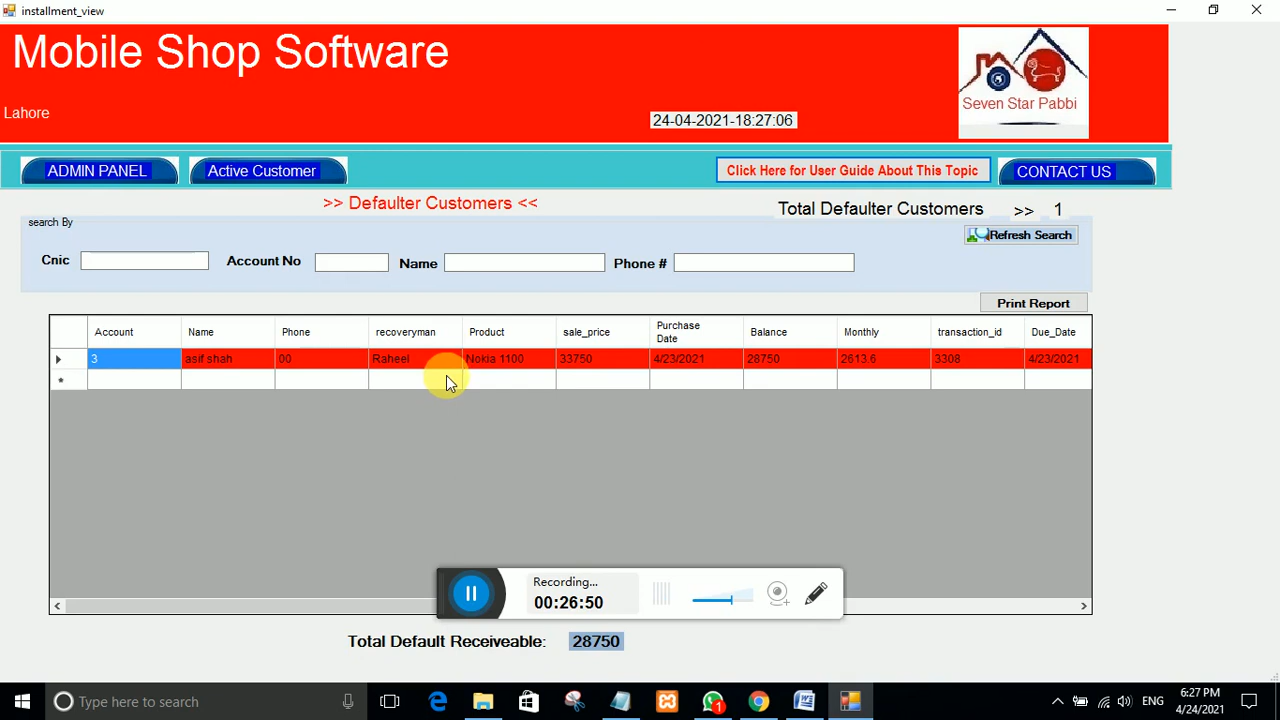 installment_view
Mobile Shop Software
Seven Star Pabbi
Lahore
24-04-2021-18:27:06
ADMIN PANEL
Active Customer
Click Here for User Guide About This Topic
CONTACT US
>> Defaulter Customers <<
Total Defaulter Customers >> 1
search By
Refresh Search
Cnic
Account No
Name
Phone #
Print Report
Account Name Phone recoveryman Product sale_price Purchase Date Balance Monthly transaction_id Due_Date
3 asif shah 00 Raheel Nokia 1100 33750 4/23/2021 28750 2613.6 3308 4/23/2021
Recording...
00:26:50
Total Default Receiveable: 28750
Type here to search
1
ENG
6:27 PM
4/24/2021